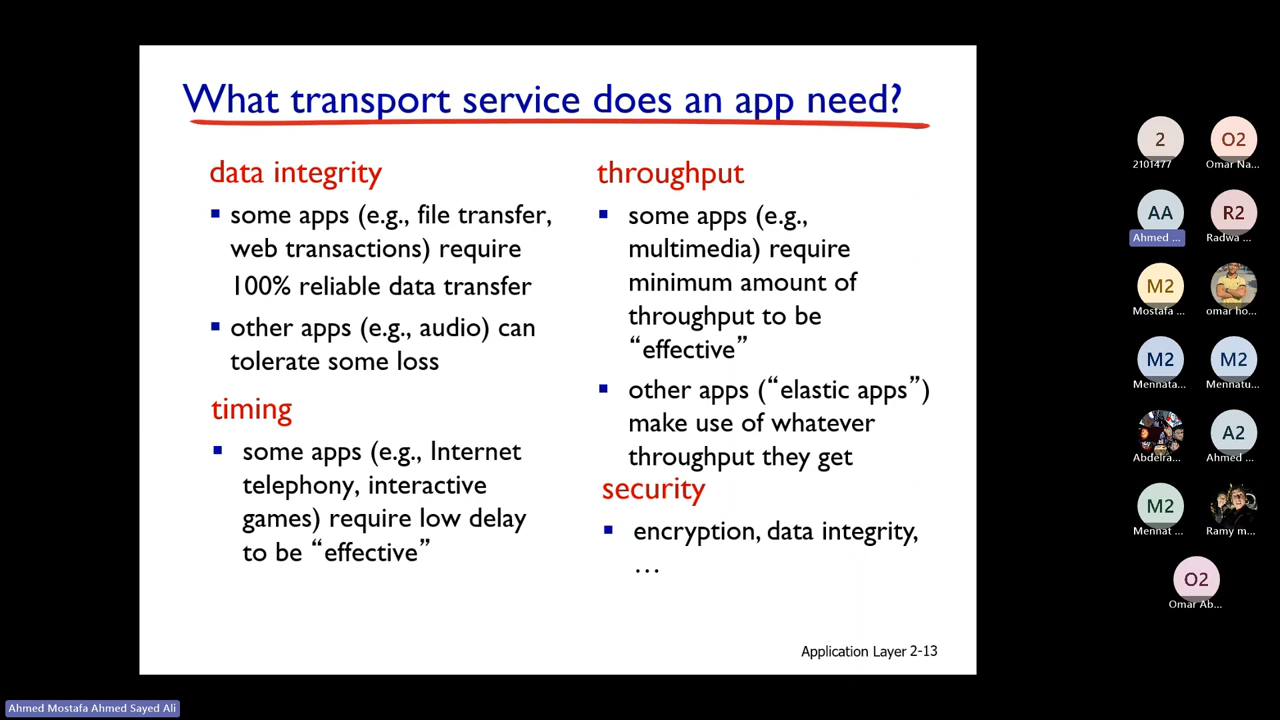 What transport service does an app need?
data integrity
▪ some apps (e.g., file transfer,
web transactions) require
100% reliable data transfer
▪ other apps (e.g., audio) can
tolerate some loss
timing
▪ some apps (e.g., Internet
telephony, interactive
games) require low delay
to be “effective”
throughput
▪ some apps (e.g.,
multimedia) require
minimum amount of
throughput to be
“effective”
▪ other apps (“elastic apps”)
make use of whatever
throughput they get
security
▪ encryption, data integrity,
…
Application Layer 2-13
2
2101477
O2
Omar Na...
AA
Ahmed ...
R2
Radwa ...
M2
Mostafa ...
omar ho...
M2
Mennata...
M2
Mennatu...
Abdelra...
A2
Ahmed ...
M2
Mennat ...
Ramy m...
O2
Omar Ab...
Ahmed Mostafa Ahmed Sayed Ali